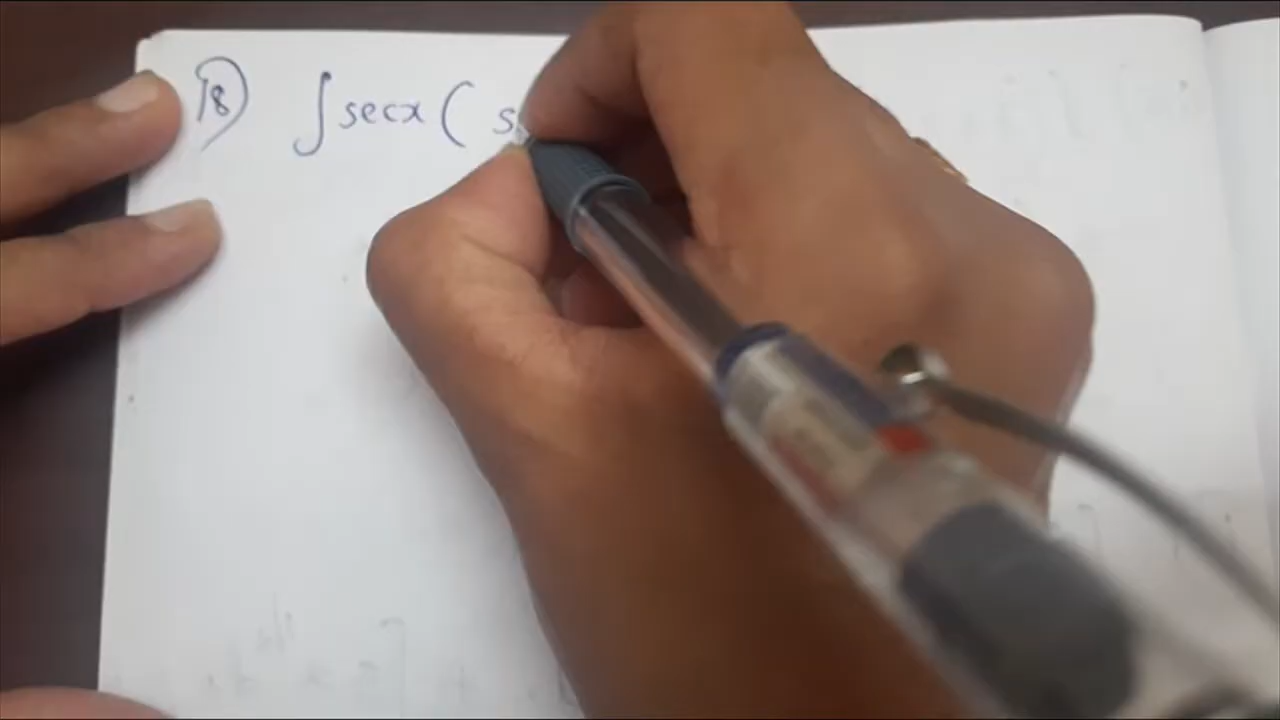 18) ∫ secx ( s